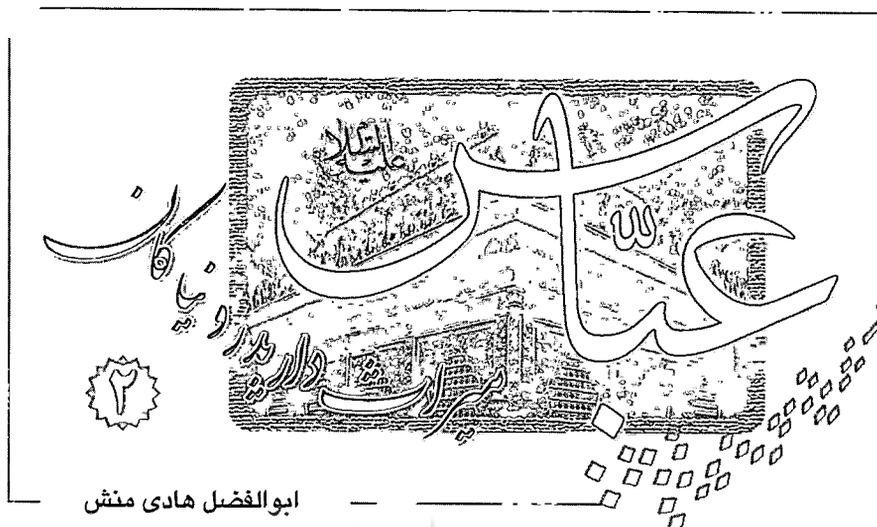 عباس
علیه السلام
میراث دار پدر و نیاکان
۲
ابوالفضل هادی منش